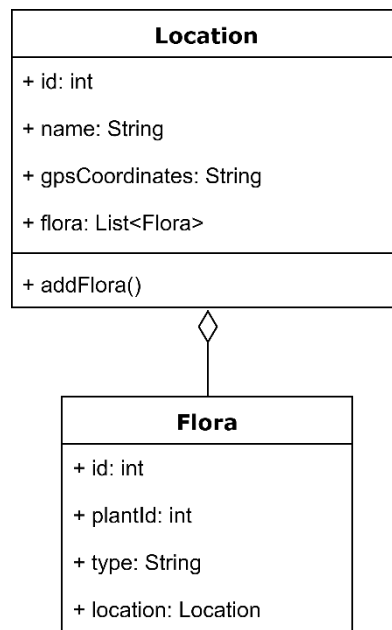 Location
+ id: int
+ name: String
+ gpsCoordinates: String
+ flora: List<Flora>
+ addFlora()
Flora
+ id: int
+ plantId: int
+ type: String
+ location: Location